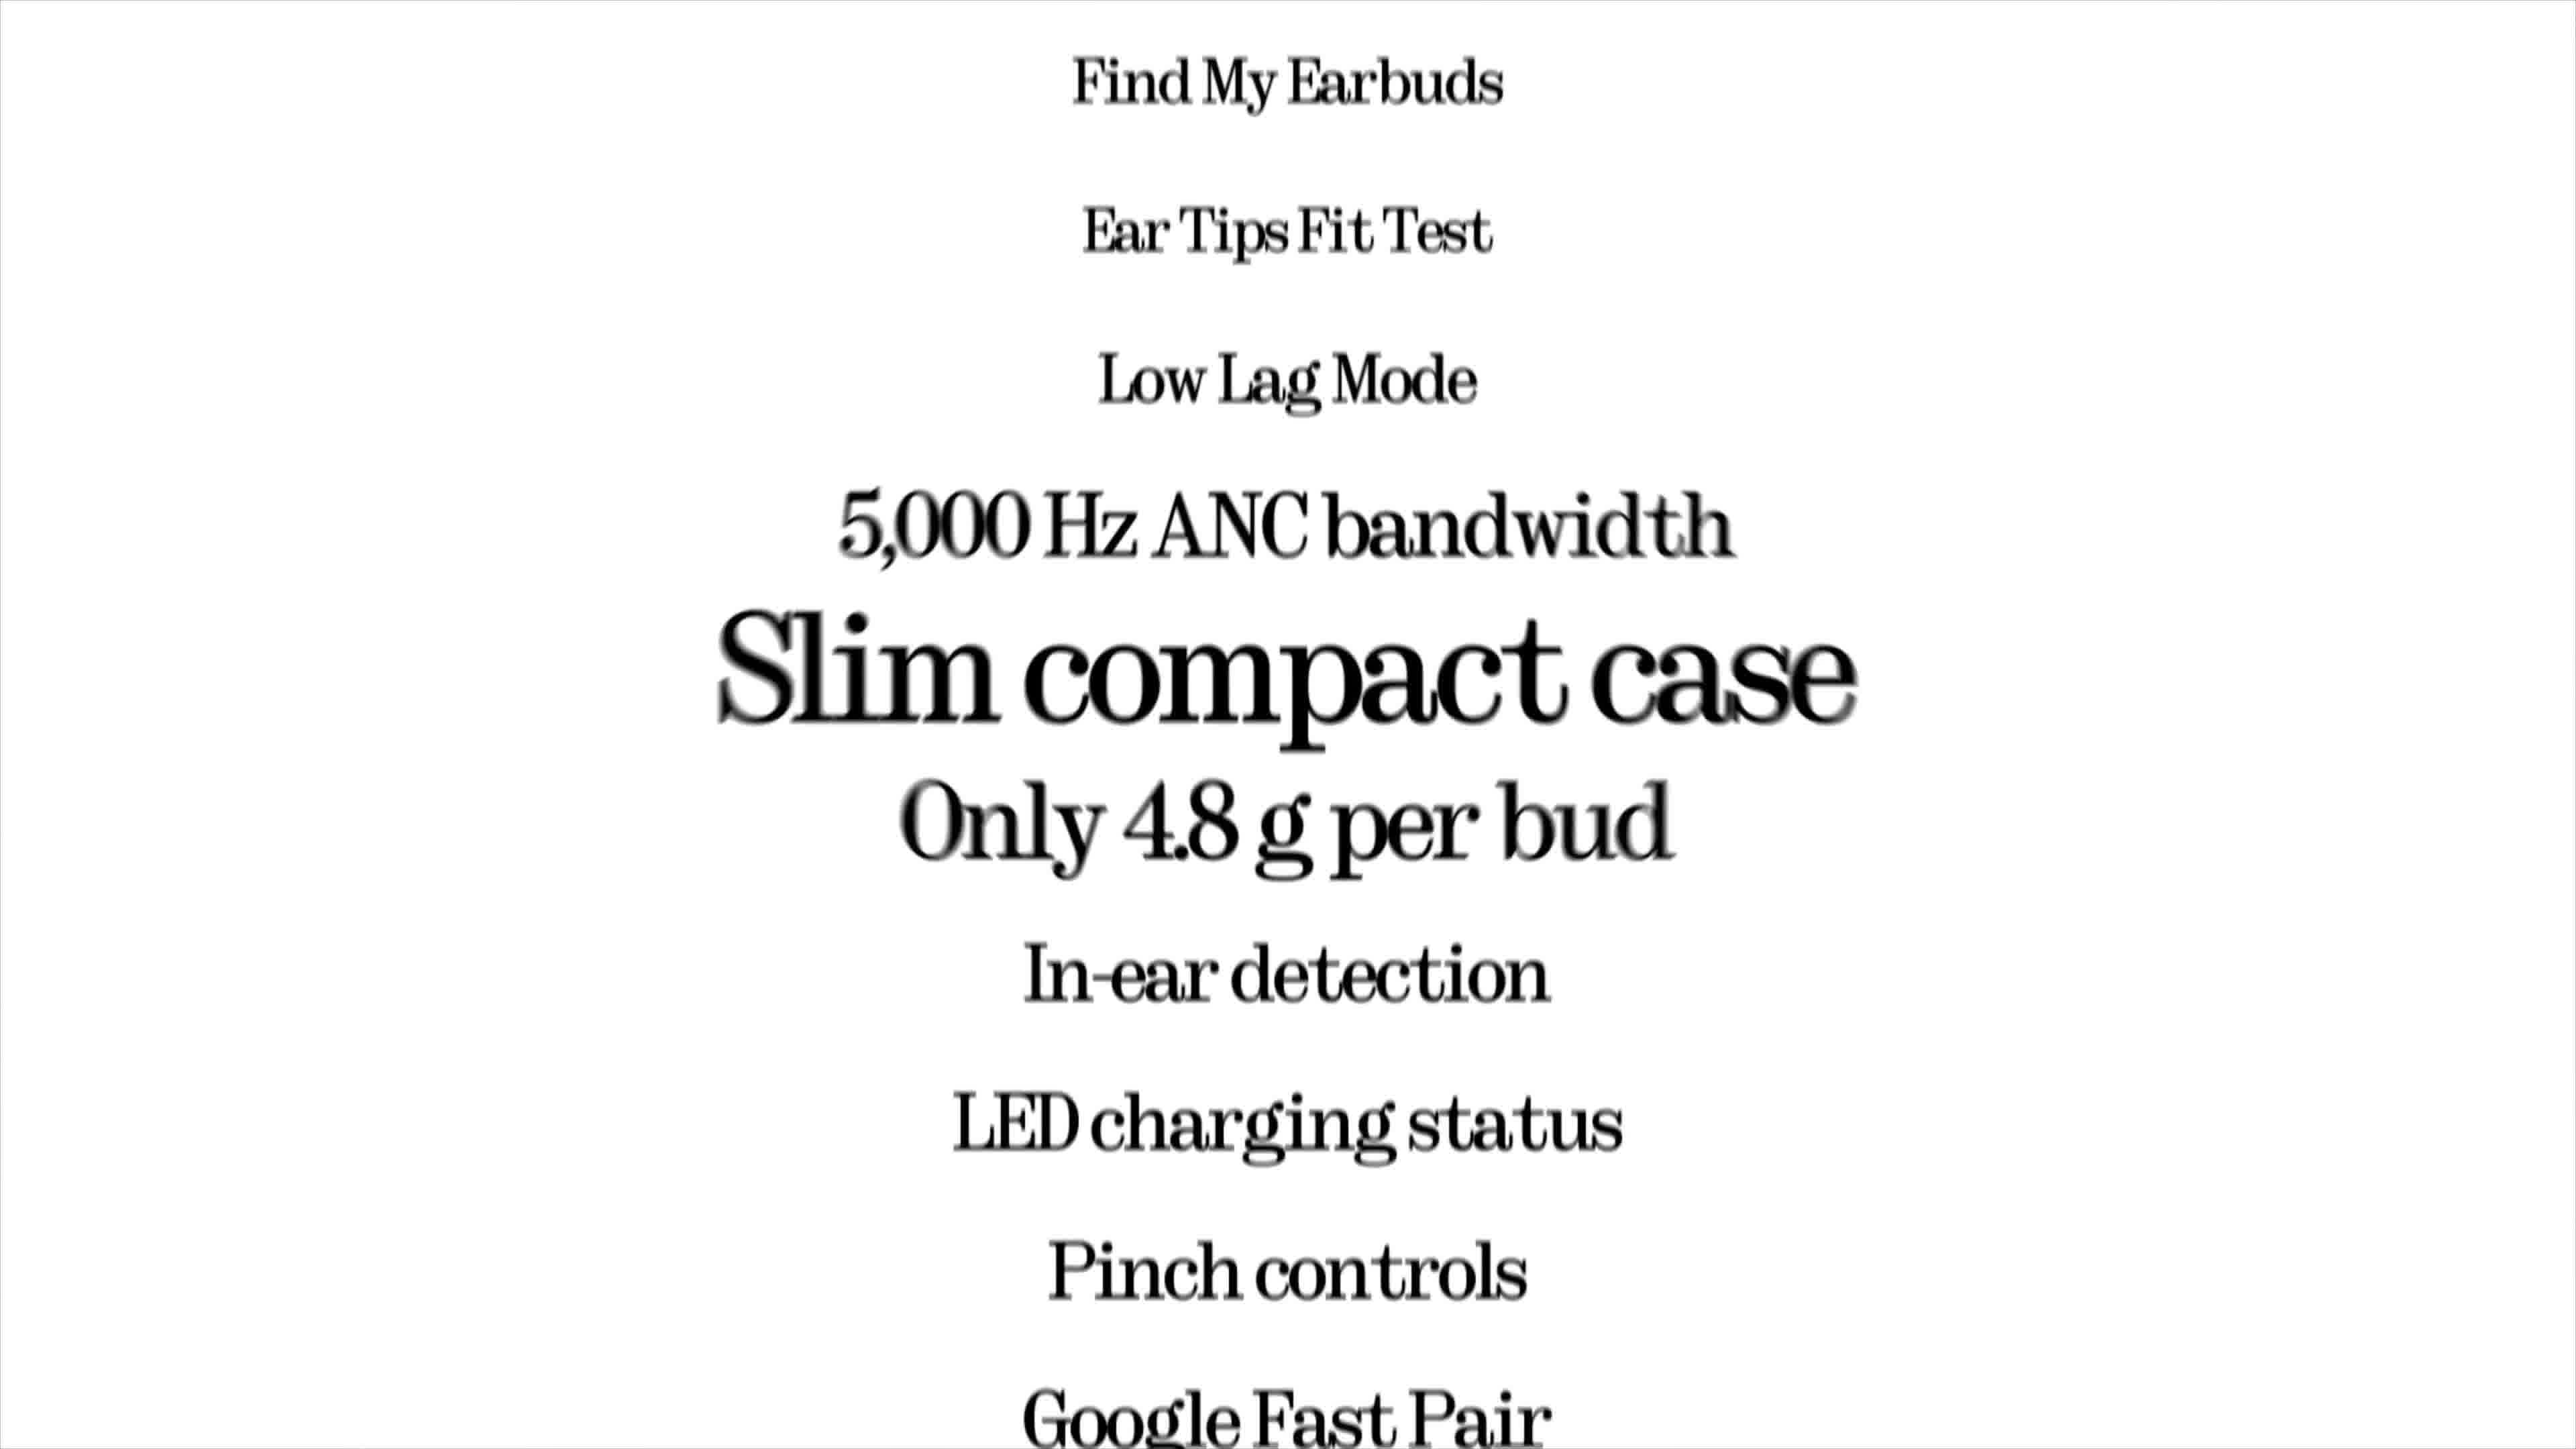 Find My Earbuds
Ear Tips Fit Test
Low Lag Mode
5,000 Hz ANC bandwidth
Slim compact case
Only 4.8 g per bud
In-ear detection
LED charging status
Pinch controls
Google Fast Pair